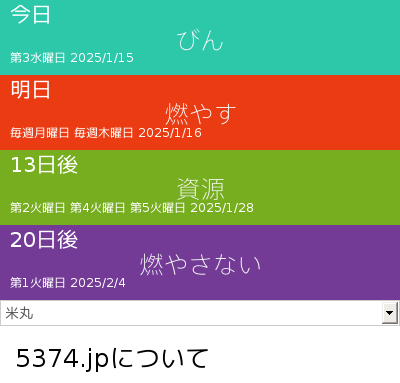 今日
びん
第3水曜日 2025/1/15
明日
燃やす
毎週月曜日 毎週木曜日 2025/1/16
13日後
資源
第2火曜日 第4火曜日 第5火曜日 2025/1/28
20日後
燃やさない
第1火曜日 2025/2/4
米丸
5374.jpについて